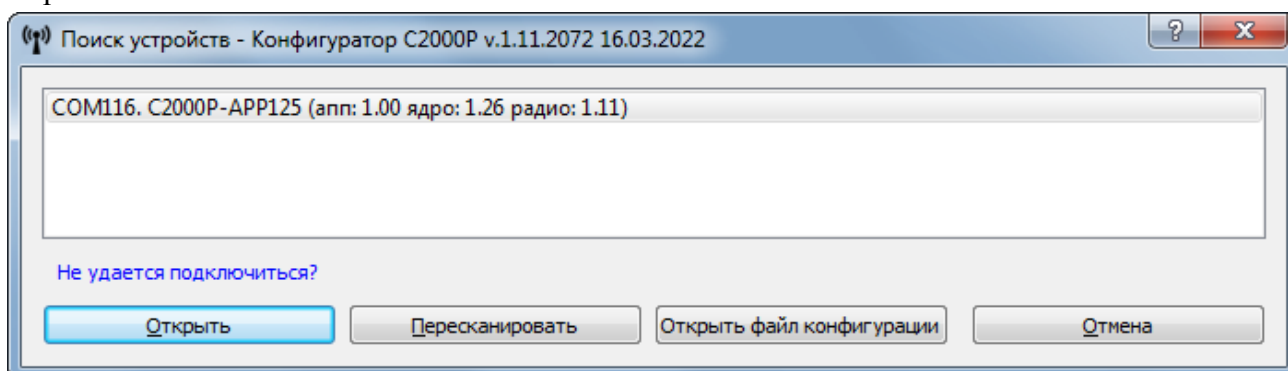 Поиск устройств - Конфигуратор С2000Р v.1.11.2072 16.03.2022
COM116. С2000Р-АРР125 (апп: 1.00 ядро: 1.26 радио: 1.11)
Не удается подключиться?
Открыть Пересканировать Открыть файл конфигурации Отмена